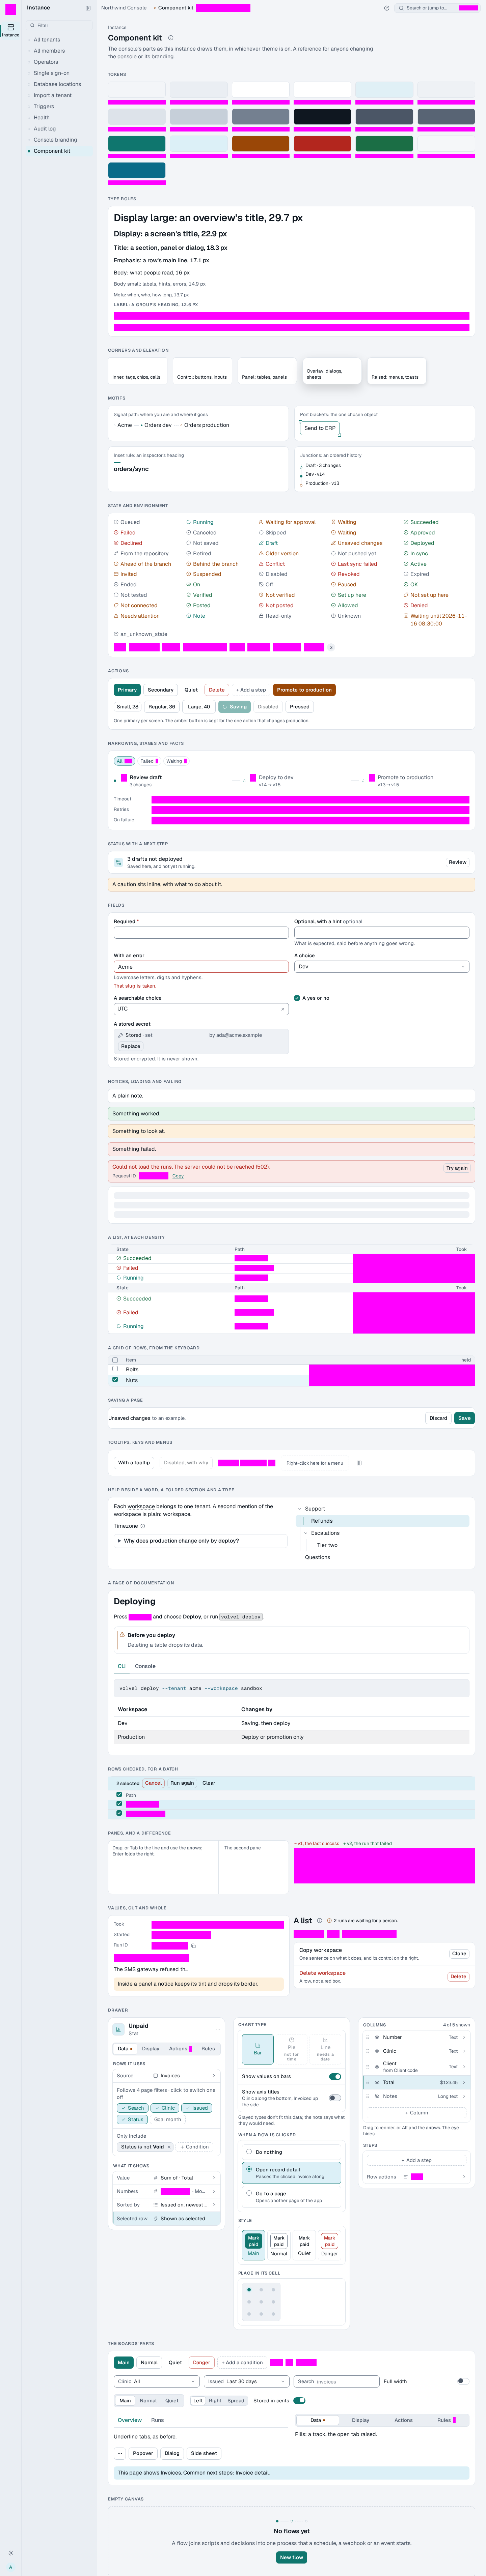 Northwind Console
Component kit
Search or jump to...
Instance
Instance
Filter
All tenants
All members
Operators
Single sign-on
Database locations
Import a tenant
Triggers
Health
Audit log
Console branding
Component kit
Instance
Component kit
The console's parts as this instance draws them, in whichever theme is on. A reference for anyone changing
the console or its branding.
TOKENS
TYPE ROLES
Display large: an overview's title, 29.7 px
Display: a screen's title, 22.9 px
Title: a section, panel or dialog, 18.3 px
Emphasis: a row's main line, 17.1 px
Body: what people read, 16 px
Body small: labels, hints, errors, 14.9 px
Meta: when, who, how long, 13.7 px
LABEL: A GROUP'S HEADING, 12.6 PX
CORNERS AND ELEVATION
Inner: tags, chips, cells
Control: buttons, inputs
Panel: tables, panels
Overlay: dialogs,
sheets
Raised: menus, toasts
MOTIFS
Signal path: where you are and where it goes
Acme
Orders dev
Orders production
Port brackets: the one chosen object
Send to ERP
Inset rule: an inspector's heading
orders/sync
Junctions: an ordered history
Draft · 3 changes
Dev · v14
Production · v13
STATE AND ENVIRONMENT
Queued
Running
Waiting for approval
Waiting
Succeeded
Failed
Canceled
Skipped
Waiting
Approved
Declined
Not saved
Draft
Unsaved changes
Deployed
From the repository
Retired
Older version
Not pushed yet
In sync
Ahead of the branch
Behind the branch
Conflict
Last sync failed
Active
Invited
Suspended
Disabled
Revoked
Expired
Ended
On
Off
Paused
OK
Not tested
Verified
Not verified
Set up here
Not set up here
Not connected
Posted
Not posted
Allowed
Denied
Needs attention
Note
Read-only
Unknown
Waiting until 2026-11-
16 08:30:00
an_unknown_state
3
ACTIONS
Primary
Secondary
Quiet
Delete
+ Add a step
Promote to production
Small, 28
Regular, 36
Large, 40
Saving
Disabled
Pressed
One primary per screen. The amber button is kept for the one action that changes production.
NARROWING, STAGES AND FACTS
All
Failed
Waiting
Review draft
3 changes
Deploy to dev
v14 → v15
Promote to production
v13 → v15
Timeout
Retries
On failure
STATUS WITH A NEXT STEP
3 drafts not deployed
Saved here, and not yet running.
Review
A caution sits inline, with what to do about it.
FIELDS
Required *
Optional, with a hint optional
What is expected, said before anything goes wrong.
With an error
Acme
Lowercase letters, digits and hyphens.
That slug is taken.
A choice
Dev
A searchable choice
UTC
A yes or no
A stored secret
Stored · set
by ada@acme.example
Replace
Stored encrypted. It is never shown.
NOTICES, LOADING AND FAILING
A plain note.
Something worked.
Something to look at.
Something failed.
Could not load the runs. The server could not be reached (502).
Request ID
Copy
Try again
A LIST, AT EACH DENSITY
State
Path
Took
Succeeded
Failed
Running
State
Path
Took
Succeeded
Failed
Running
A GRID OF ROWS, FROM THE KEYBOARD
Item
held
Bolts
Nuts
SAVING A PAGE
Unsaved changes to an example.
Discard
Save
TOOLTIPS, KEYS AND MENUS
With a tooltip
Disabled, with why
Right-click here for a menu
HELP BESIDE A WORD, A FOLDED SECTION AND A TREE
Each workspace belongs to one tenant. A second mention of the
workspace is plain: workspace.
Timezone
Why does production change only by deploy?
Support
Refunds
Escalations
Tier two
Questions
A PAGE OF DOCUMENTATION
Deploying
Press
and choose Deploy, or run volvel deploy.
Before you deploy
Deleting a table drops its data.
CLI
Console
volvel deploy --tenant acme --workspace sandbox
Workspace
Changes by
Dev
Saving, then deploy
Production
Deploy or promotion only
ROWS CHECKED, FOR A BATCH
2 selected
Cancel
Run again
Clear
Path
PANES, AND A DIFFERENCE
Drag, or Tab to the line and use the arrows;
Enter folds the right.
The second pane
− v1, the last success
+ v2, the run that failed
VALUES, CUT AND WHOLE
Took
Started
Run ID
The SMS gateway refused th...
Inside a panel a notice keeps its tint and drops its border.
A list
2 runs are waiting for a person.
Copy workspace
One sentence on what it does, and its control on the right.
Clone
Delete workspace
A row, not a red box.
Delete
DRAWER
Unpaid
Stat
Data
Display
Actions
Rules
ROWS IT USES
Source
Invoices
Follows 4 page filters · click to switch one
off
Search
Clinic
Issued
Status
Goal month
Only include
Status is not Void
+ Condition
WHAT IT SHOWS
Value
Sum of · Total
Numbers
· Mo...
Sorted by
Issued on, newest ...
Selected row
Shown as selected
CHART TYPE
Bar
Pie
not for
time
Line
needs a
date
Show values on bars
Show axis titles
Clinic along the bottom, Invoiced up
the side
Grayed types don't fit this data; the note says what
they would need.
WHEN A ROW IS CLICKED
Do nothing
Open record detail
Passes the clicked invoice along
Go to a page
Opens another page of the app
STYLE
Mark
paid
Main
Mark
paid
Normal
Mark
paid
Quiet
Mark
paid
Danger
PLACE IN ITS CELL
COLUMNS
4 of 5 shown
Number
Text
Clinic
Text
Client
from Client code
Text
Total
$123.45
Notes
Long text
+ Column
Drag to reorder, or Alt and the arrows. The eye
hides.
STEPS
+ Add a step
Row actions
THE BOARDS' PARTS
Main
Normal
Quiet
Danger
+ Add a condition
Clinic All
Issued Last 30 days
Search invoices
Full width
Main
Normal
Quiet
Left
Right
Spread
Stored in cents
Overview
Runs
Underline tabs, as before.
Data
Display
Actions
Rules
Pills: a track, the open tab raised.
Popover
Dialog
Side sheet
This page shows Invoices. Common next steps: Invoice detail.
EMPTY CANVAS
No flows yet
A flow joins scripts and decisions into one process that a schedule, a webhook or an event starts.
New flow